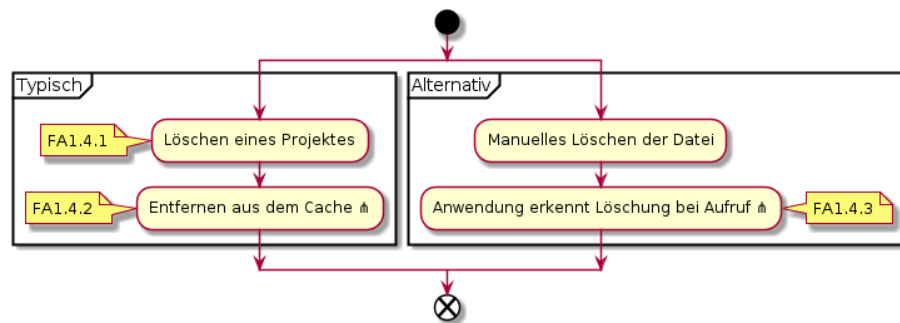 Typisch
Alternativ
FA1.4.1
Löschen eines Projektes
Manuelles Löschen der Datei
FA1.4.2
Entfernen aus dem Cache ⋔
Anwendung erkennt Löschung bei Aufruf ⋔
FA1.4.3